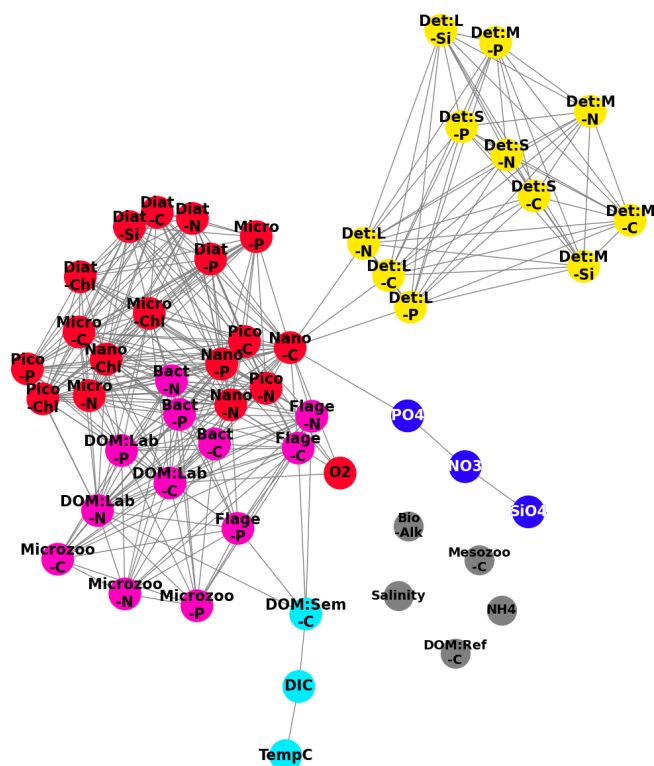 Det:L
-Si
Det:M
-P
Det:M
-N
Det:S
-P
Det:S
-N
Det:S
-C
Det:M
-C
Det:L
-N
Det:L
-C
Det:M
-Si
Det:L
-P
Diat
-C
Diat
-Si
Diat
-N
Micro
-P
Diat
-P
Diat
-Chl
Micro
-Chl
Micro
-C
Pico
-C
Nano
-C
Nano
-Chl
Nano
-P
Pico
-P
Bact
-N
Pico
-N
Pico
-Chl
Micro
-N
Nano
-N
Bact
-P
Flage
-N
PO4
Bact
-C
Flage
-C
DOM:Lab
-P
O2
NO3
DOM:Lab
-C
DOM:Lab
-N
SiO4
Flage
-P
Bio
-Alk
Microzoo
-C
Mesozoo
-C
Microzoo
-N
Microzoo
-P
Salinity
NH4
DOM:Sem
-C
DOM:Ref
-C
DIC
TempC